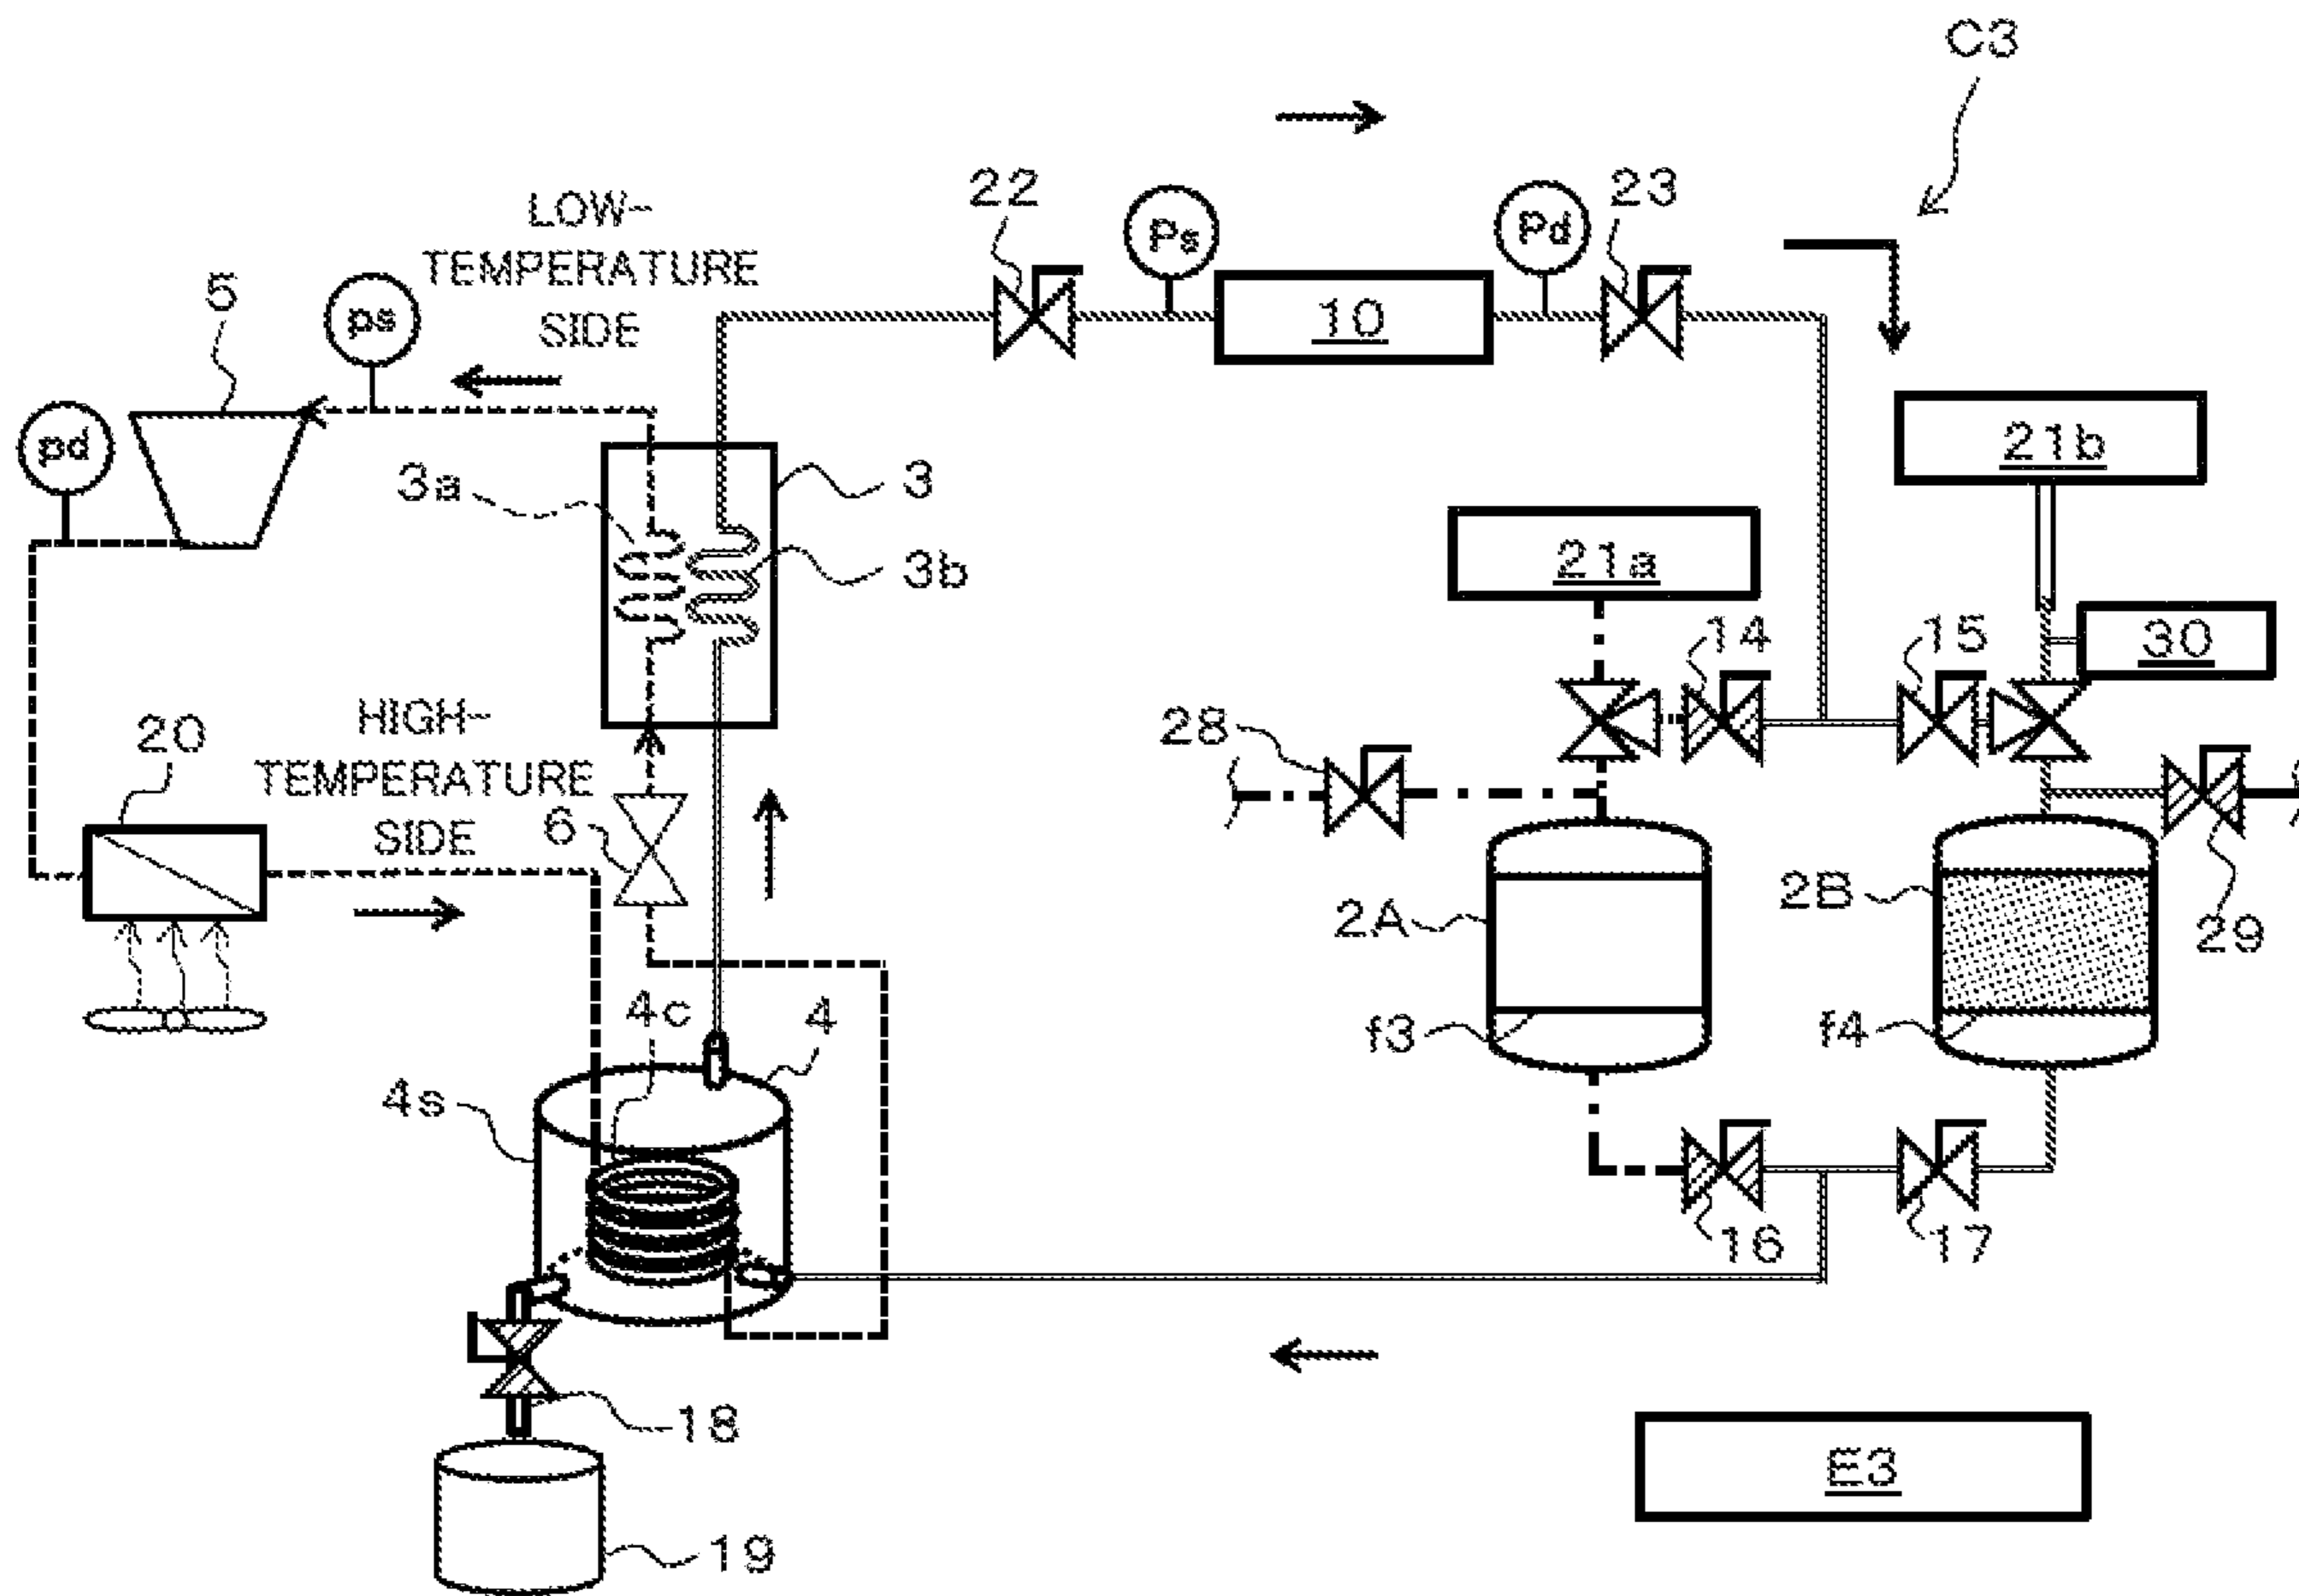 C3
22
Ps
Pd
23
LOW-
TEMPERATURE
SIDE
5
ps
10
pd
21b
3a
3
3b
21a
14
15
30
20
HIGH-
TEMPERATURE
SIDE
28
6
2A
2B
29
4c
4
f3
f4
4s
16
17
18
E3
19